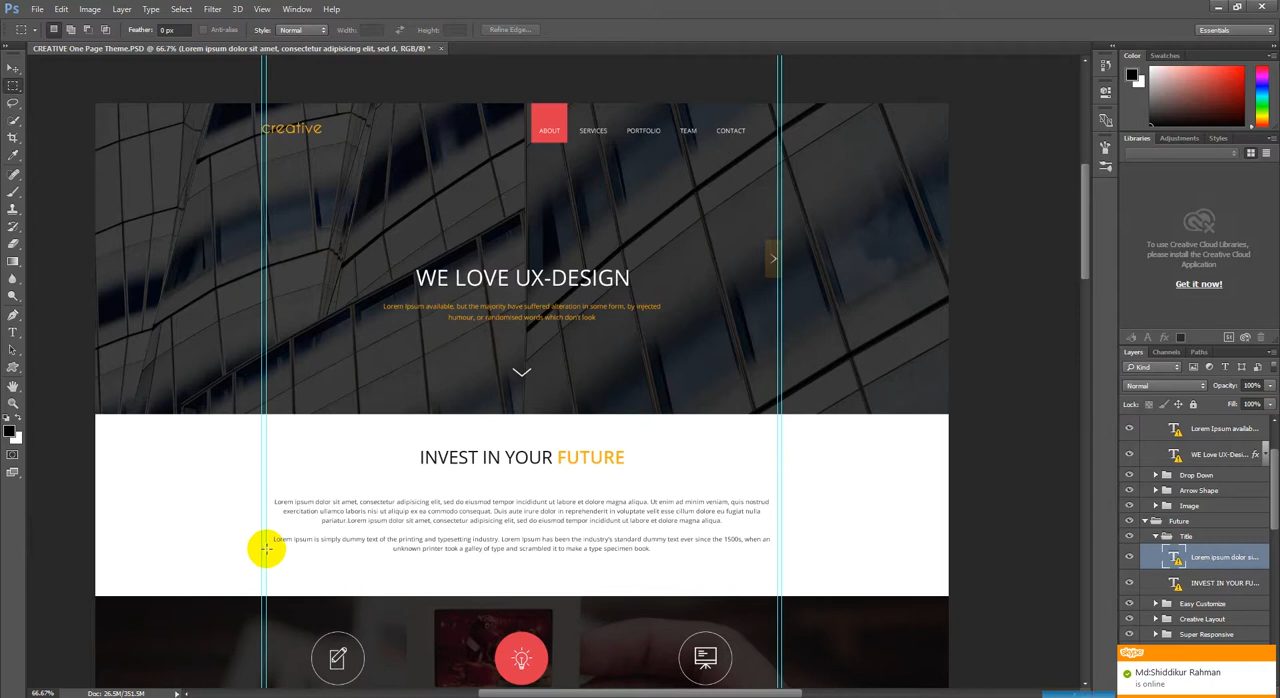 Ps File Edit Image Layer Type Select Filter 3D View Window Help
Feather: 0 px Anti-alias Style: Normal Width: Height: Refine Edge... Essentials
CREATIVE One Page Theme.PSD @ 66.7% (Lorem ipsum dolor sit amet, consectetur adipisicing elit, sed d, RGB/8) *
creative
ABOUT SERVICES PORTFOLIO TEAM CONTACT
WE LOVE UX-DESIGN
Lorem Ipsum available, but the majority have suffered alteration in some form, by injected
humour, or randomised words which don't look
INVEST IN YOUR FUTURE
Lorem ipsum dolor sit amet, consectetur adipisicing elit, sed do eiusmod tempor incididunt ut labore et dolore magna aliqua. Ut enim ad minim veniam, quis nostrud
exercitation ullamco laboris nisi ut aliquip ex ea commodo consequat. Duis aute irure dolor in reprehenderit in voluptate velit esse cillum dolore eu fugiat nulla
pariatur.Lorem ipsum dolor sit amet, consectetur adipisicing elit, sed do eiusmod tempor incididunt ut labore et dolore magna aliqua.
Lorem Ipsum is simply dummy text of the printing and typesetting industry. Lorem Ipsum has been the industry's standard dummy text ever since the 1500s, when an
unknown printer took a galley of type and scrambled it to make a type specimen book.
66.67% Doc: 26.5M/351.5M
Color Swatches
Libraries Adjustments Styles
To use Creative Cloud Libraries,
please install the Creative Cloud
Application
Get it now!
Layers Channels Paths
Kind
Normal Opacity: 100%
Lock: Fill: 100%
Lorem Ipsum availab...
WE Love UX-Desi... fx
Drop Down
Arrow Shape
Image
Future
Title
Lorem ipsum dolor si...
INVEST IN YOUR FU...
Easy Customize
Creative Layout
Super Responsive
skype
Md:Shiddikur Rahman
is online